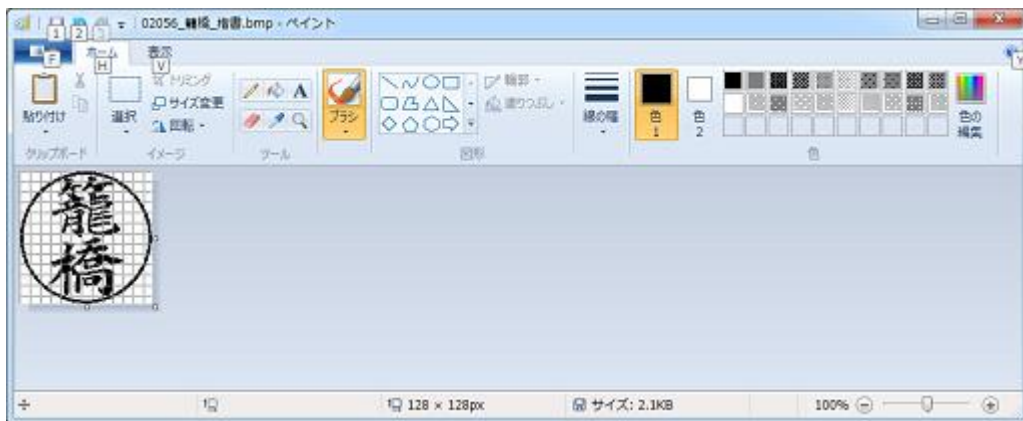 02056_籠橋_楷書.bmp - ペイント
1 2 3
F ホーム H 表示 V Y
貼り付け
選択
トリミング
サイズ変更
回転
A
ブラシ
輪郭
塗りつぶし
線の幅
色 1
色 2
色の編集
クリップボード イメージ ツール 図形 色
籠橋
128 × 128px サイズ: 2.1KB 100%